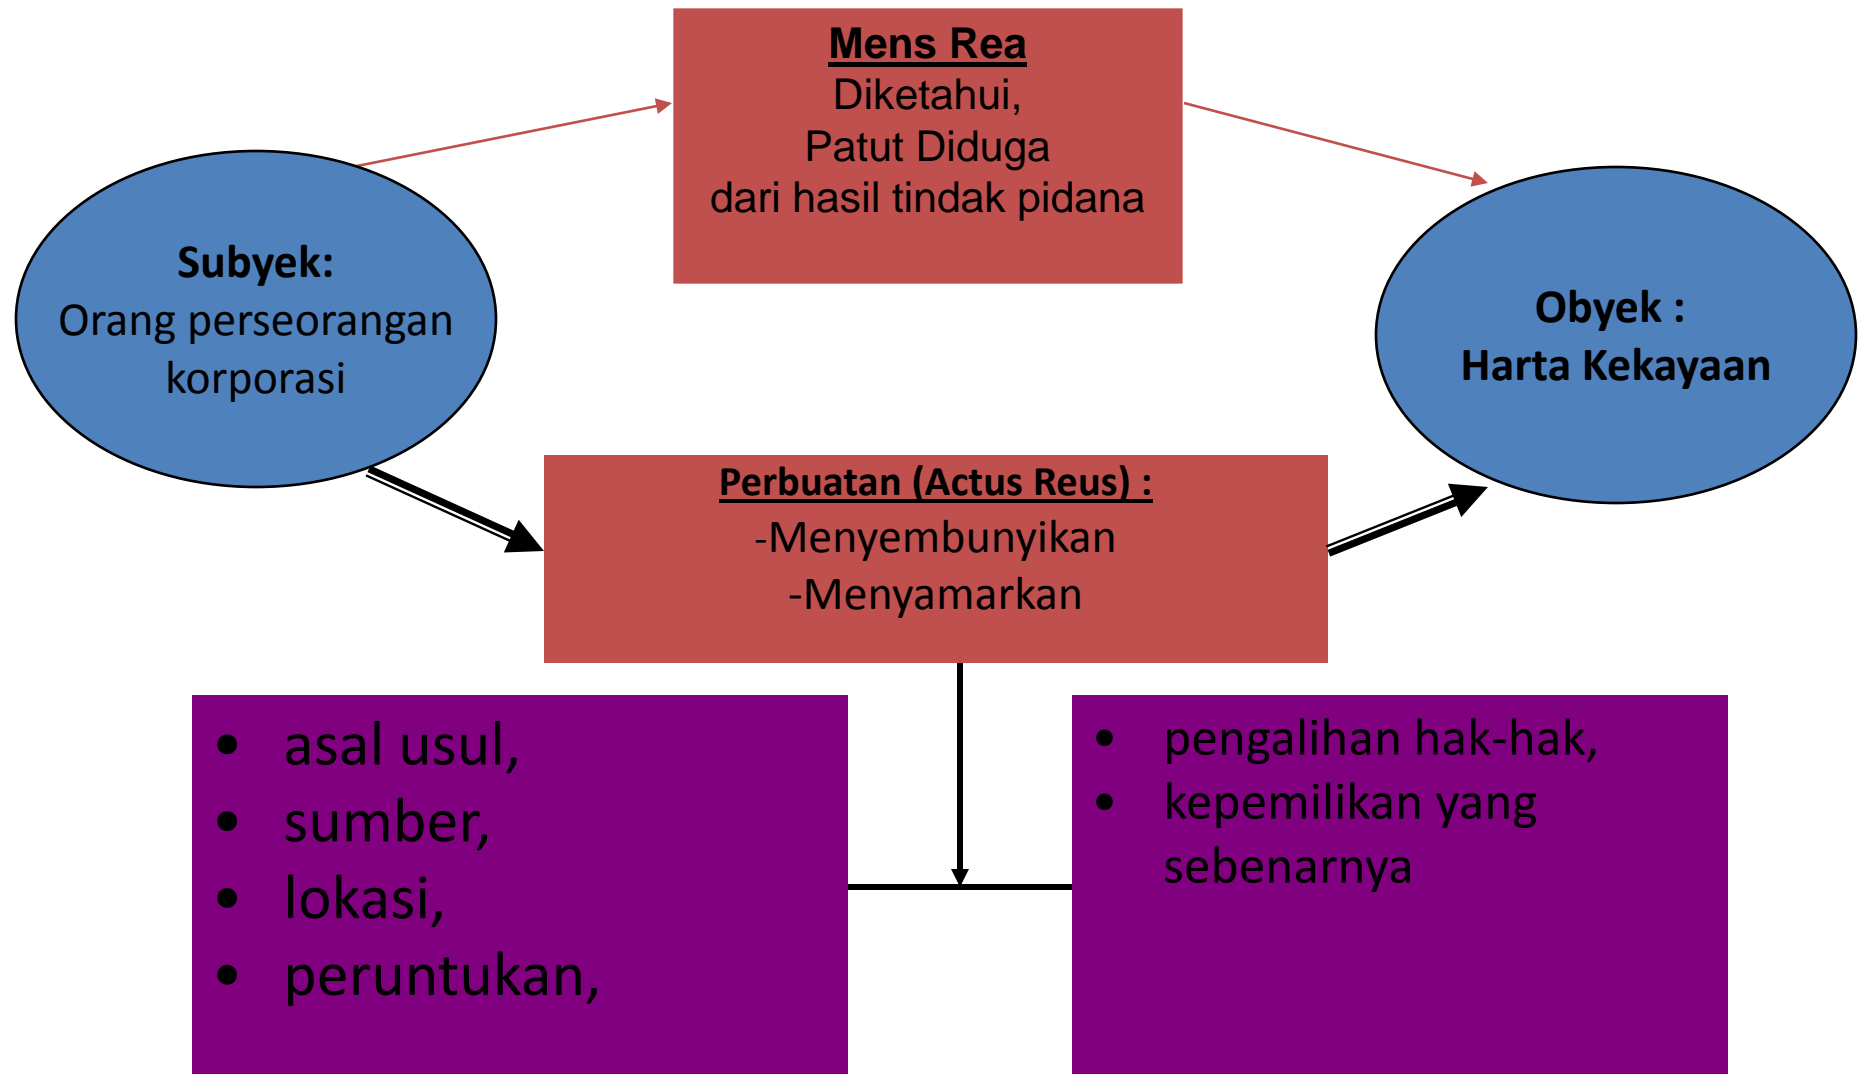 Mens Rea
Diketahui,
Patut Diduga
dari hasil tindak pidana
Subyek:
Orang perseorangan
korporasi
Obyek :
Harta Kekayaan
Perbuatan (Actus Reus) :
-Menyembunyikan
-Menyamarkan
• asal usul,
• sumber,
• lokasi,
• peruntukan,
• pengalihan hak-hak,
• kepemilikan yang
sebenarnya